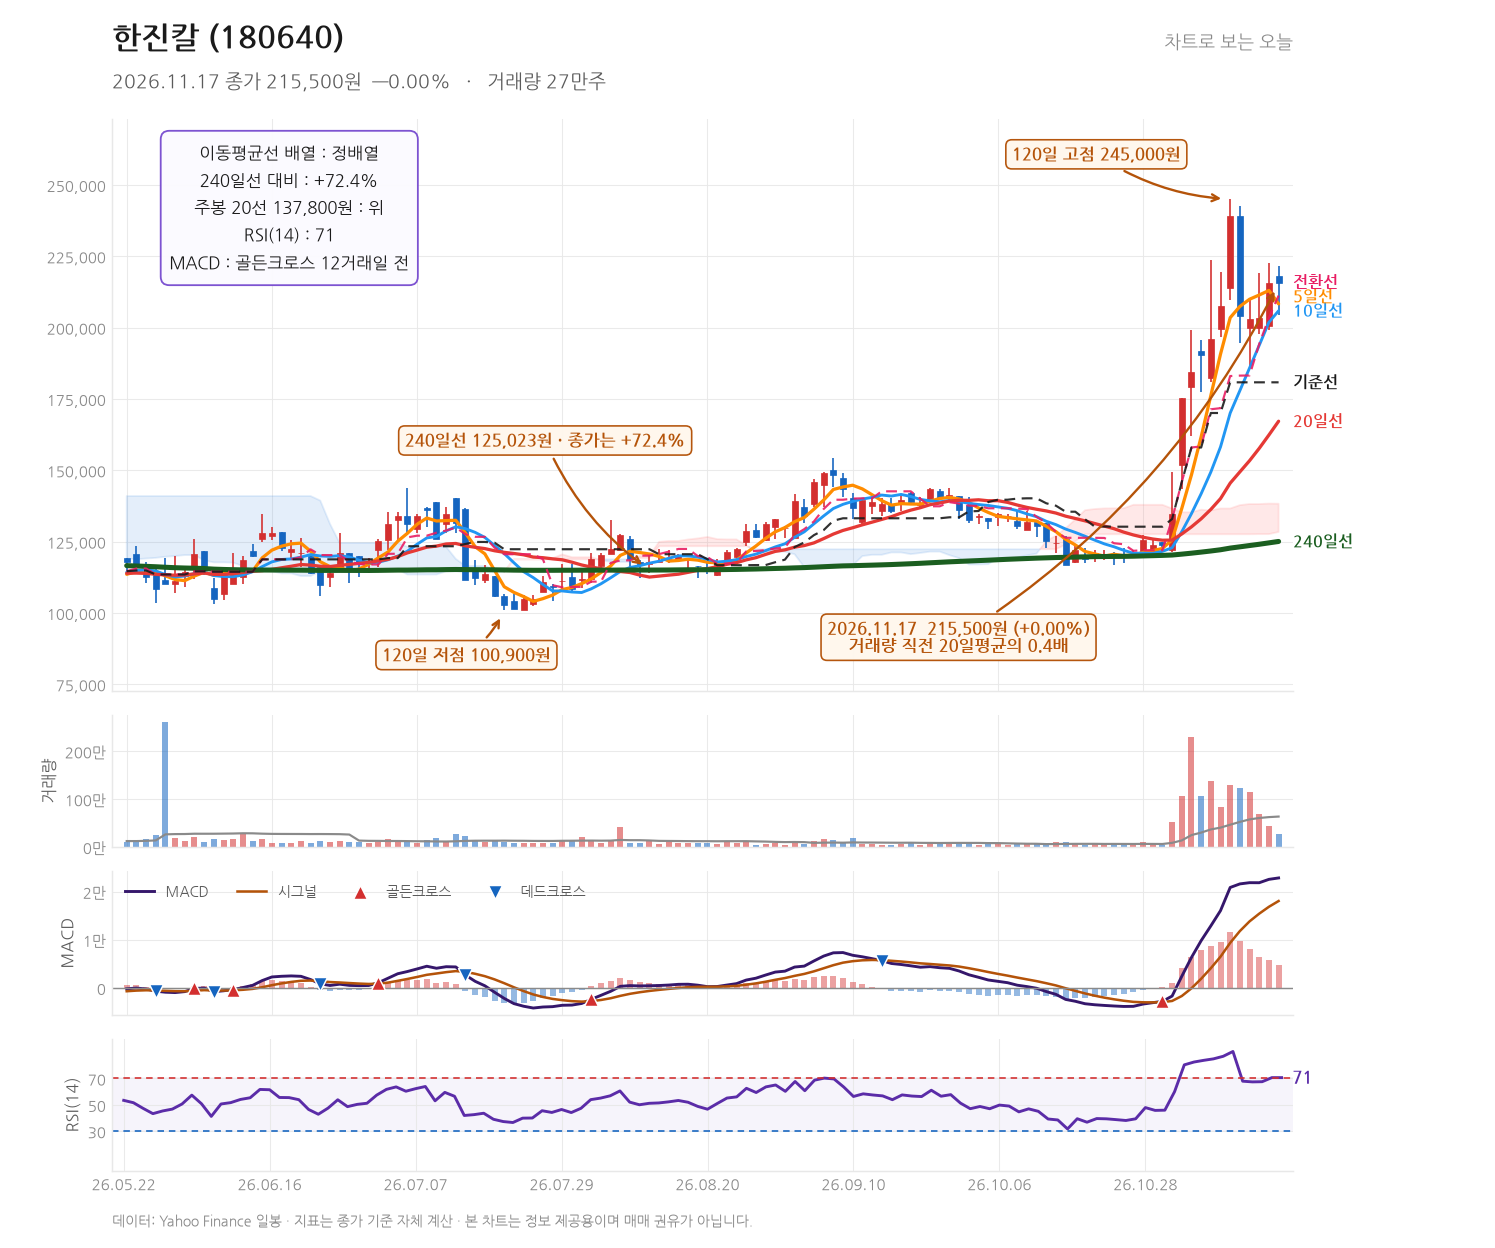 한진칼 (180640)
차트로 보는 오늘
2026.11.17 종가 215,500원 —0.00% · 거래량 27만주
이동평균선 배열 : 정배열
240일선 대비 : +72.4%
주봉 20선 137,800원 : 위
RSI(14) : 71
MACD : 골든크로스 12거래일 전
120일 고점 245,000원
240일선 125,023원 · 종가는 +72.4%
120일 저점 100,900원
2026.11.17 215,500원 (+0.00%)
거래량 직전 20일평균의 0.4배
250,000
225,000
200,000
175,000
150,000
125,000
100,000
75,000
전환선
5일선
10일선
기준선
20일선
240일선
거래량
200만
100만
0만
MACD
시그널
골든크로스
데드크로스
MACD
2만
1만
0
RSI(14)
70
50
30
71
26.05.22
26.06.16
26.07.07
26.07.29
26.08.20
26.09.10
26.10.06
26.10.28
데이터: Yahoo Finance 일봉 · 지표는 종가 기준 자체 계산 · 본 차트는 정보 제공용이며 매매 권유가 아닙니다.